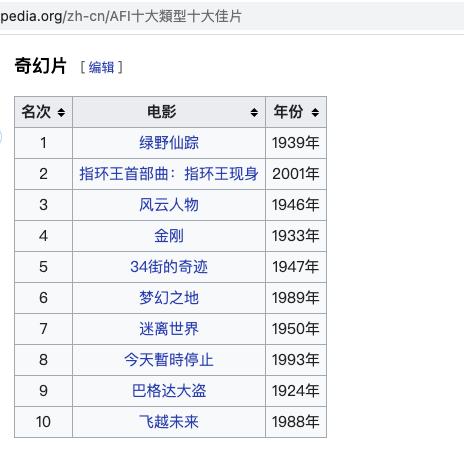 pedia.org/zh-cn/AFI十大類型十大佳片
奇幻片 [ 编辑 ]
名次 电影 年份
1 绿野仙踪 1939年
2 指环王首部曲：指环王现身 2001年
3 风云人物 1946年
4 金刚 1933年
5 34街的奇迹 1947年
6 梦幻之地 1989年
7 迷离世界 1950年
8 今天暫時停止 1993年
9 巴格达大盗 1924年
10 飞越未来 1988年